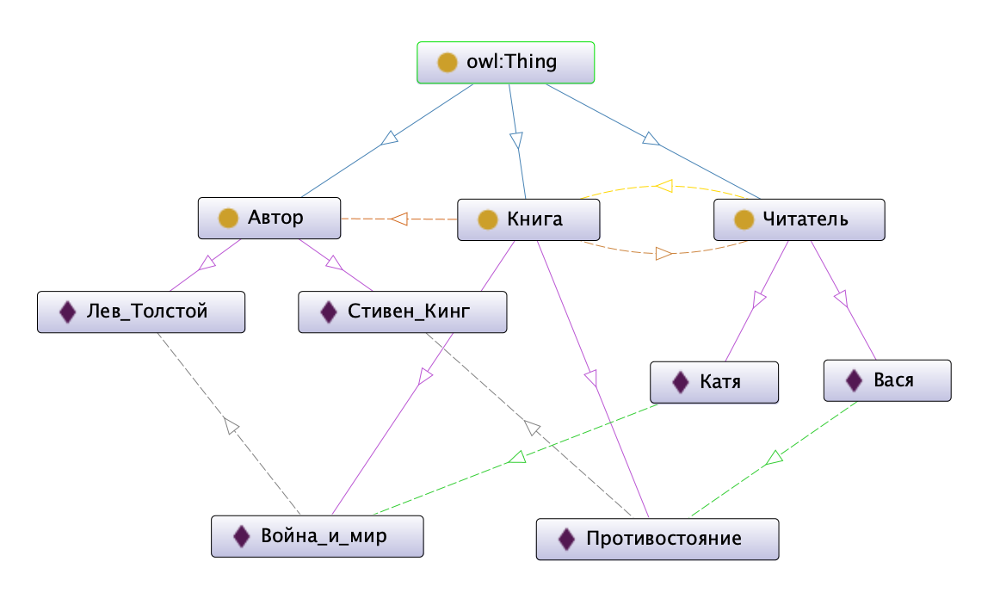 owl:Thing
Автор
Книга
Читатель
Лев_Толстой
Стивен_Кинг
Катя
Вася
Война_и_мир
Противостояние